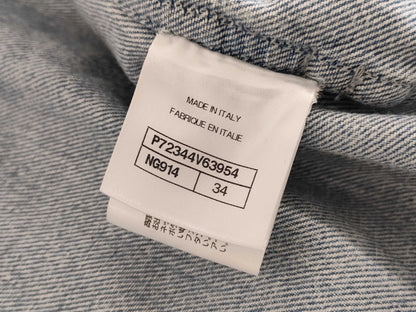 MADE IN ITALY
FABRIQUE EN ITALIE
P72344V63954
NG914 34